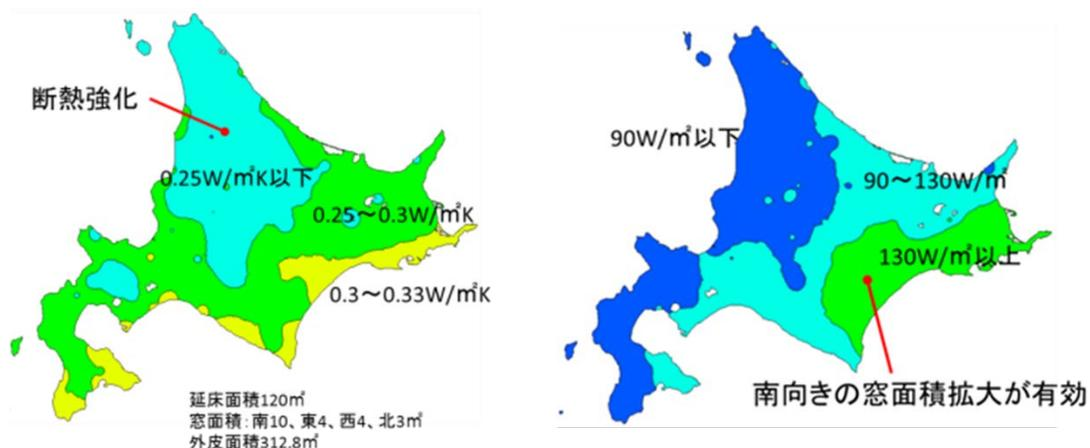 断熱強化
0.25W/㎡K以下
0.25～0.3W/㎡K
0.3～0.33W/㎡K
延床面積120㎡
窓面積：南10、東4、西4、北3㎡
外皮面積312.8㎡
90W/㎡以下
90～130W/㎡
130W/㎡以上
南向きの窓面積拡大が有効